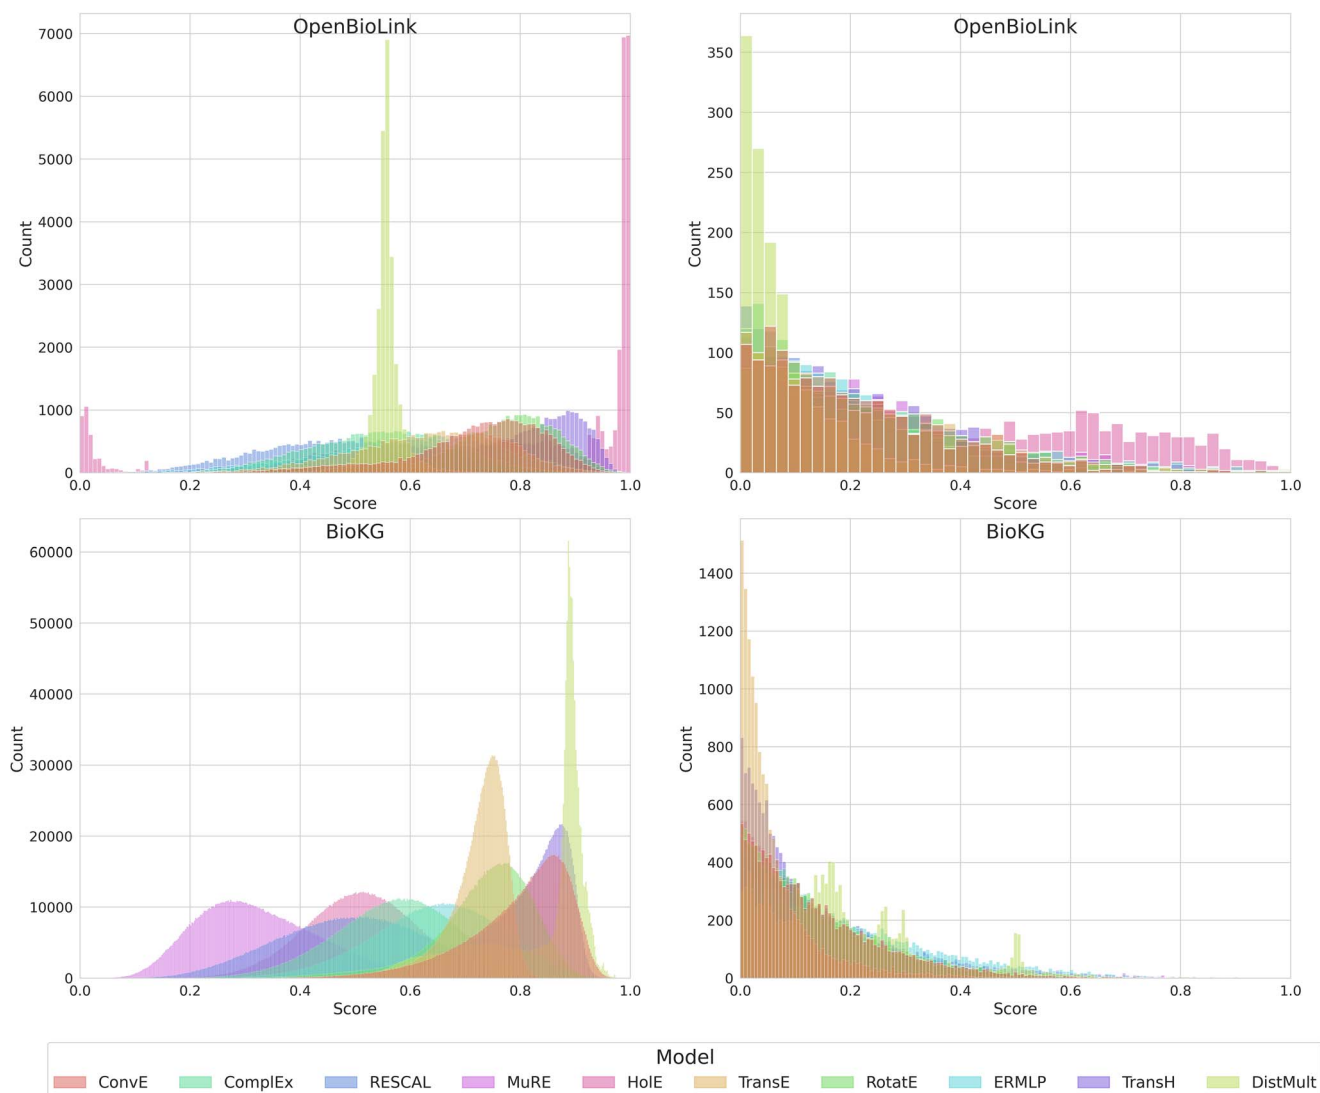 OpenBioLink
7000
6000
5000
4000
3000
2000
1000
0
Count
0.0 0.2 0.4 0.6 0.8 1.0
Score
OpenBioLink
350
300
250
200
150
100
50
0
Count
0.0 0.2 0.4 0.6 0.8 1.0
Score
BioKG
60000
50000
40000
30000
20000
10000
0
Count
0.0 0.2 0.4 0.6 0.8 1.0
Score
BioKG
1400
1200
1000
800
600
400
200
0
Count
0.0 0.2 0.4 0.6 0.8 1.0
Score
Model
ConvE ComplEx RESCAL MuRE HolE TransE RotatE ERMLP TransH DistMult